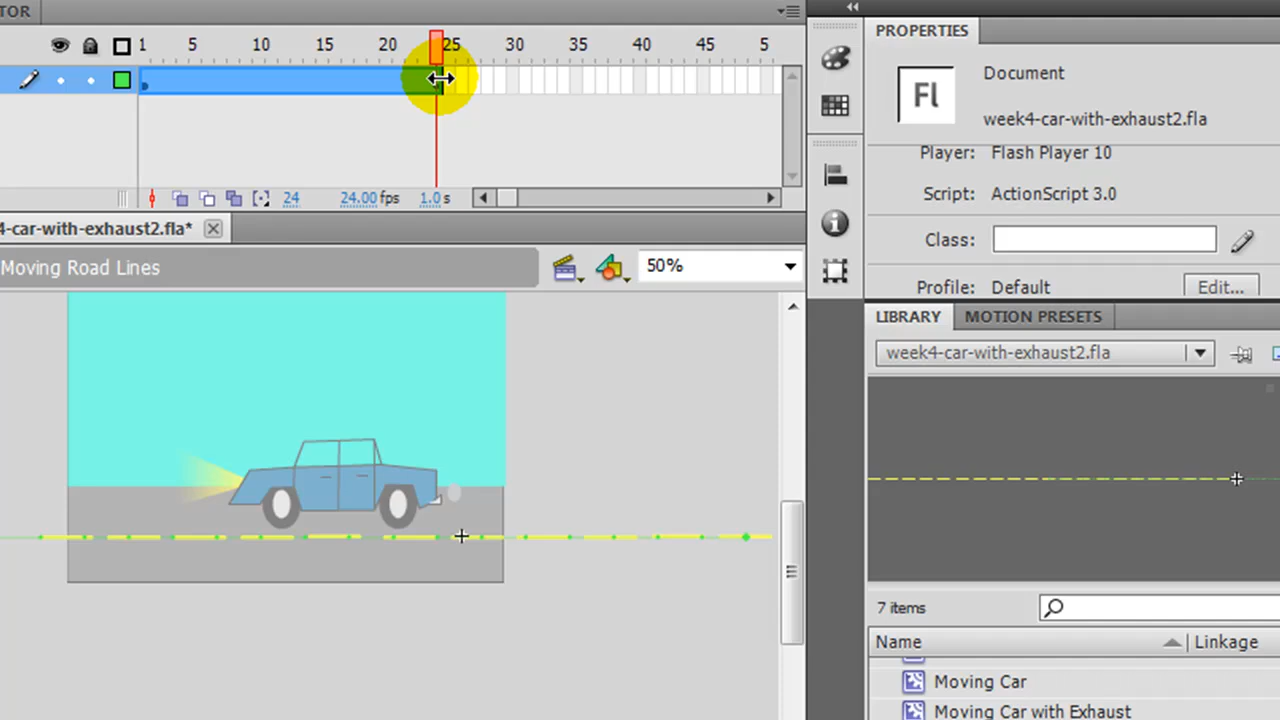 TOR
1 5 10 15 20 25 30 35 40 45 5
24 24.00 fps 1.0 s
4-car-with-exhaust2.fla*
Moving Road Lines
50%
PROPERTIES
Fl
Document
week4-car-with-exhaust2.fla
Player: Flash Player 10
Script: ActionScript 3.0
Class:
Profile: Default Edit...
LIBRARY MOTION PRESETS
week4-car-with-exhaust2.fla
7 items
Name Linkage
Moving Car
Moving Car with Exhaust